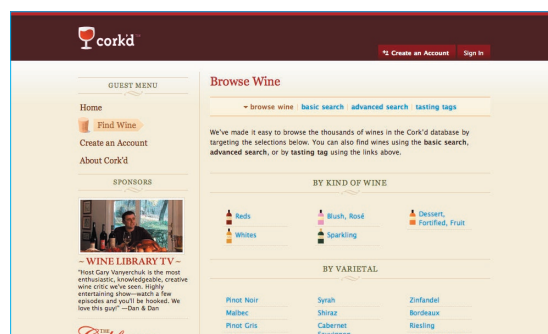 corkd™
Create an Account
Sign In
GUEST MENU
Home
Find Wine
Create an Account
About Cork'd
SPONSORS
~ WINE LIBRARY TV ~
"Host Gary Vanyerchuk is the most
enthusiastic, knowledgeable, creative
wine critic we've seen. Highly
entertaining show—watch a few
episodes and you'll be hooked. We
love this guy!" —Dan & Dan
THE
Browse Wine
browse wine | basic search | advanced search | tasting tags
We've made it easy to browse the thousands of wines in the Cork'd database by
targeting the selections below. You can also find wines using the basic search,
advanced search, or by tasting tag using the links above.
BY KIND OF WINE
Reds
Blush, Rosé
Dessert,
Fortified, Fruit
Whites
Sparkling
BY VARIETAL
Pinot Noir
Syrah
Zinfandel
Malbec
Shiraz
Bordeaux
Pinot Gris
Cabernet
Riesling